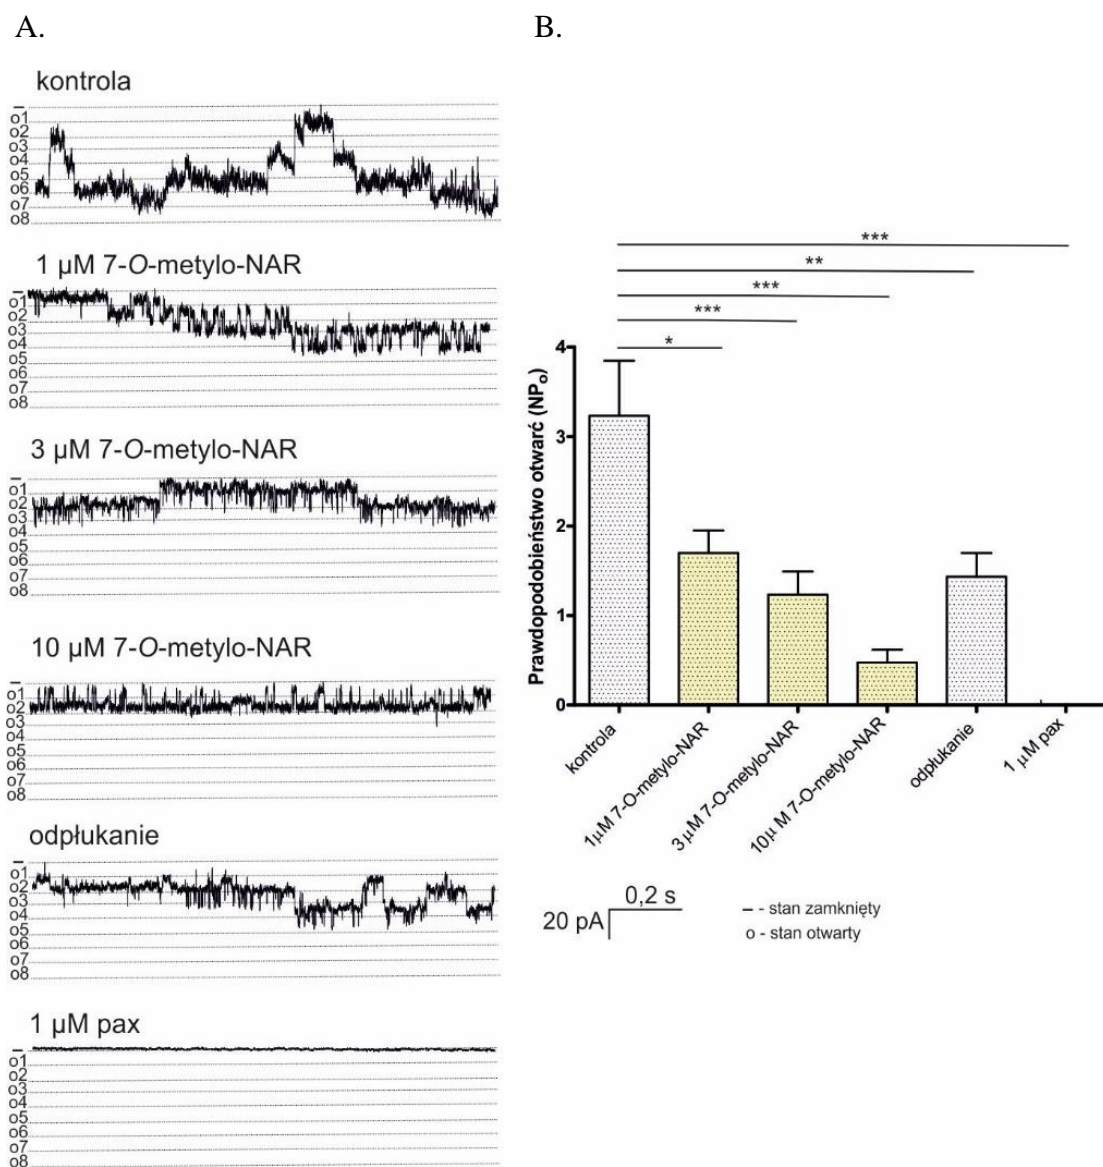 A.
kontrola
–
o1
o2
o3
o4
o5
o6
o7
o8
1 µM 7-O-metylo-NAR
–
o1
o2
o3
o4
o5
o6
o7
o8
3 µM 7-O-metylo-NAR
–
o1
o2
o3
o4
o5
o6
o7
o8
10 µM 7-O-metylo-NAR
–
o1
o2
o3
o4
o5
o6
o7
o8
odpłukanie
–
o1
o2
o3
o4
o5
o6
o7
o8
1 µM pax
–
o1
o2
o3
o4
o5
o6
o7
o8
B.
***
**
***
***
*
Prawdopodobieństwo otwarć (NPo)
4
3
2
1
0
kontrola
1µM 7-O-metylo-NAR
3µM 7-O-metylo-NAR
10µ M 7-O-metylo-NAR
odpłukanie
1 µM pax
0,2 s
20 pA
– - stan zamknięty
o - stan otwarty